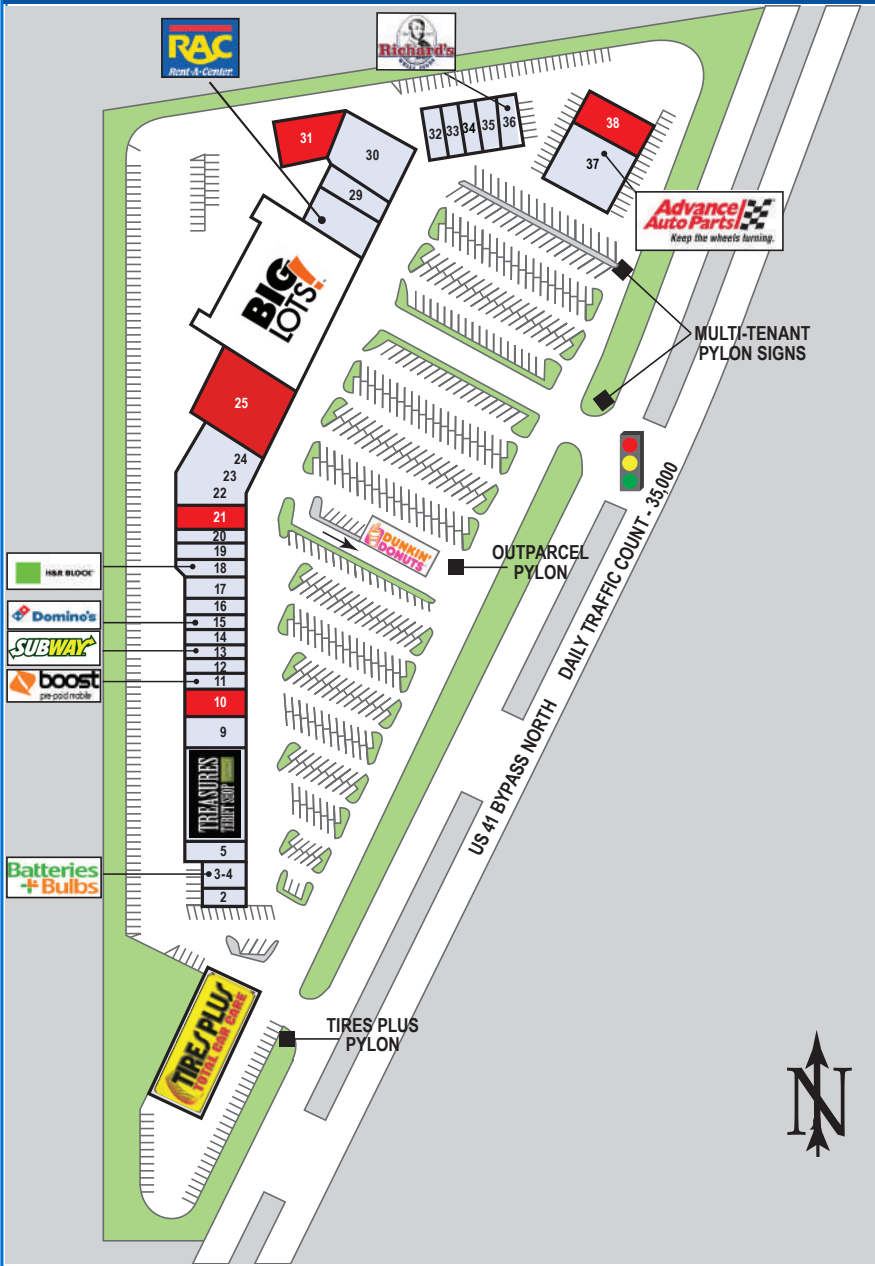 RAC
Rent-A-Center
Richard's
31
30
29
32
33
34
35
36
38
37
Advance
Auto Parts
Keep the wheels turning.
BIG
LOTS!
MULTI-TENANT
PYLON SIGNS
25
24
23
22
21
20
19
18
17
16
15
14
13
12
11
10
9
H&R BLOCK
Domino's
SUBWAY
boost
pre-paid mobile
DUNKIN'
DONUTS
OUTPARCEL
PYLON
US 41 BYPASS NORTH DAILY TRAFFIC COUNT - 35,000
TREASURES
THRIFT SHOP
5
3-4
2
Batteries
+ Bulbs
TIRES PLUS
TOTAL CAR CARE
TIRES PLUS
PYLON
N